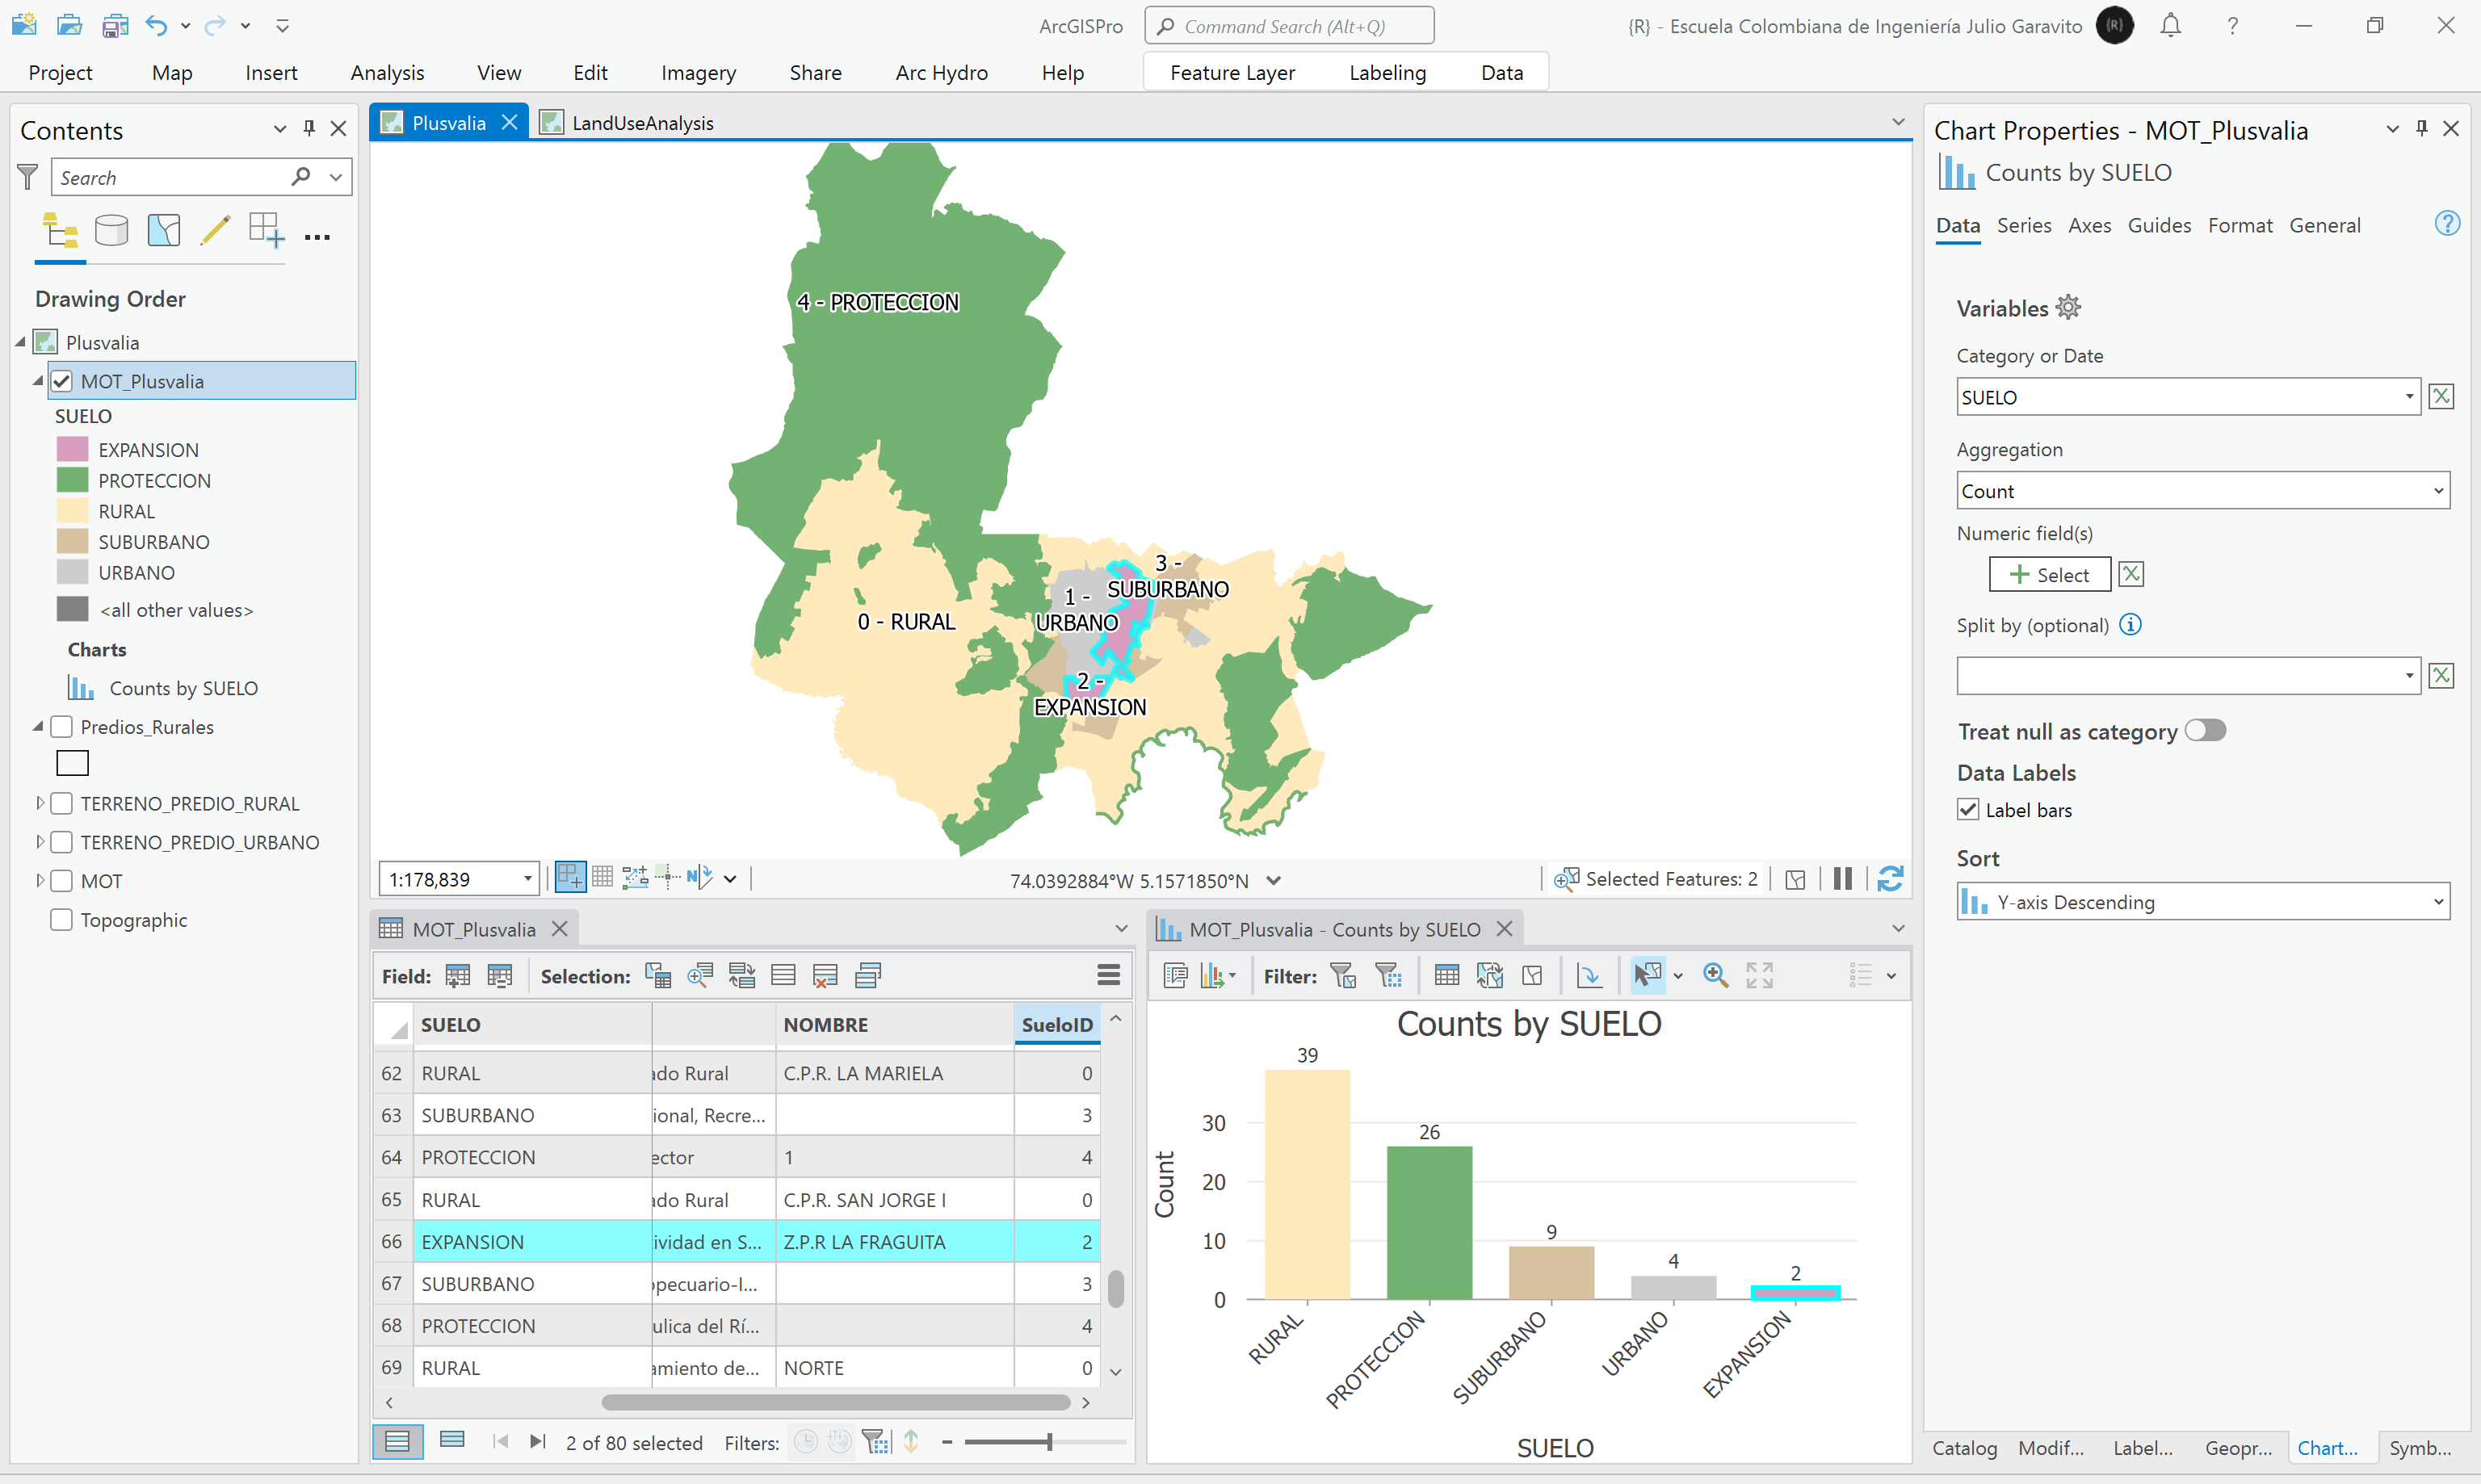 ArcGISPro
Command Search (Alt+Q)
{R} - Escuela Colombiana de Ingeniería Julio Garavito
{R}
?
Project
Map
Insert
Analysis
View
Edit
Imagery
Share
Arc Hydro
Help
Feature Layer
Labeling
Data
Contents
Search
Drawing Order
Plusvalia
MOT_Plusvalia
SUELO
EXPANSION
PROTECCION
RURAL
SUBURBANO
URBANO
<all other values>
Charts
Counts by SUELO
Predios_Rurales
TERRENO_PREDIO_RURAL
TERRENO_PREDIO_URBANO
MOT
Topographic
Plusvalia
LandUseAnalysis
4 - PROTECCION
0 - RURAL
1 -
URBANO
3 -
SUBURBANO
2 -
EXPANSION
1:178,839
N
74.0392884°W 5.1571850°N
Selected Features: 2
MOT_Plusvalia
Field:
Selection:
SUELO NOMBRE SueloID
62 RURAL ado Rural C.P.R. LA MARIELA 0
63 SUBURBANO ional, Recre... 3
64 PROTECCION ector 1 4
65 RURAL ado Rural C.P.R. SAN JORGE I 0
66 EXPANSION ividad en S... Z.P.R LA FRAGUITA 2
67 SUBURBANO opecuario-I... 3
68 PROTECCION ulica del Rí... 4
69 RURAL amiento de... NORTE 0
2 of 80 selected
Filters:
MOT_Plusvalia - Counts by SUELO
Filter:
Counts by SUELO
39
26
9
4
2
30
20
10
0
Count
RURAL
PROTECCION
SUBURBANO
URBANO
EXPANSION
SUELO
Chart Properties - MOT_Plusvalia
Counts by SUELO
Data
Series
Axes
Guides
Format
General
?
Variables
Category or Date
SUELO
Aggregation
Count
Numeric field(s)
Select
Split by (optional)
Treat null as category
Data Labels
Label bars
Sort
Y-axis Descending
Catalog
Modif...
Label...
Geopr...
Chart...
Symb...